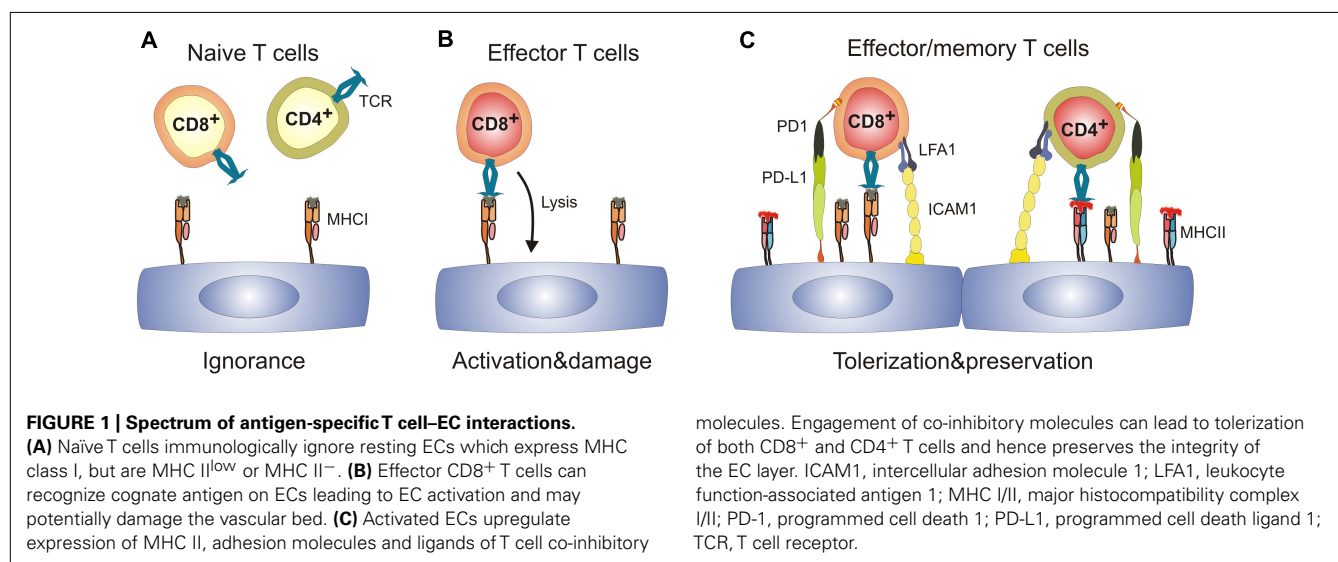 A
Naive T cells
CD8+
CD4+
TCR
MHCI
Ignorance
B
Effector T cells
CD8+
Lysis
Activation&damage
C
Effector/memory T cells
PD1
CD8+
LFA1
PD-L1
ICAM1
CD4+
MHCII
Tolerization&preservation
FIGURE 1 | Spectrum of antigen-specific T cell–EC interactions.
(A) Naïve T cells immunologically ignore resting ECs which express MHC
class I, but are MHC IIlow or MHC II−. (B) Effector CD8+ T cells can
recognize cognate antigen on ECs leading to EC activation and may
potentially damage the vascular bed. (C) Activated ECs upregulate
expression of MHC II, adhesion molecules and ligands of T cell co-inhibitory
molecules. Engagement of co-inhibitory molecules can lead to tolerization
of both CD8+ and CD4+ T cells and hence preserves the integrity of
the EC layer. ICAM1, intercellular adhesion molecule 1; LFA1, leukocyte
function-associated antigen 1; MHC I/II, major histocompatibility complex
I/II; PD-1, programmed cell death 1; PD-L1, programmed cell death ligand 1;
TCR, T cell receptor.